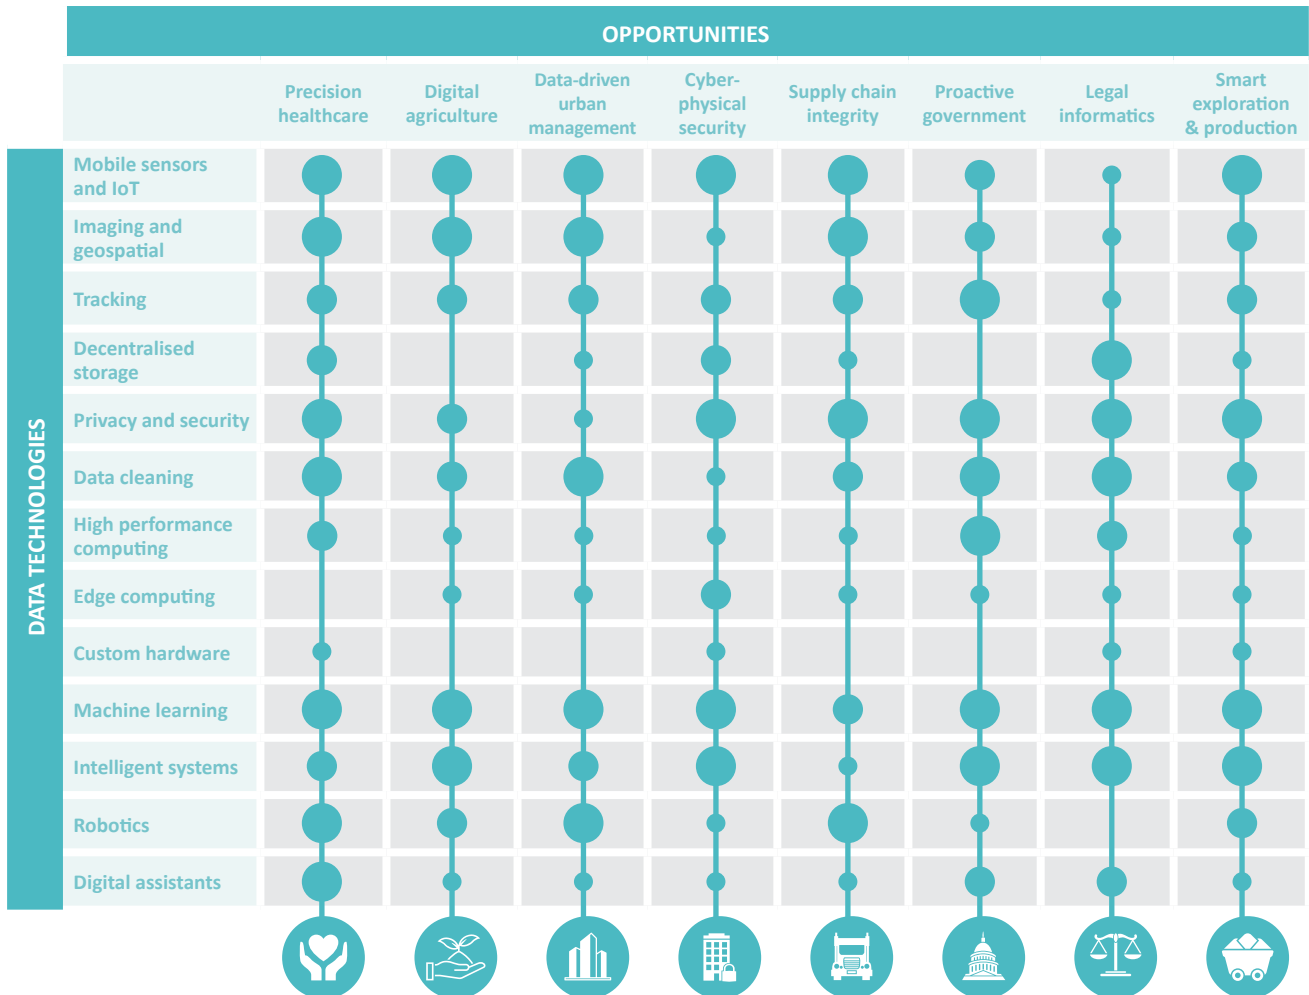 OPPORTUNITIES
Precision
healthcare
Digital
agriculture
Data-driven
urban
management
Cyber-
physical
security
Supply chain
integrity
Proactive
government
Legal
informatics
Smart
exploration
& production
DATA TECHNOLOGIES
Mobile sensors
and IoT
Imaging and
geospatial
Tracking
Decentralised
storage
Privacy and security
Data cleaning
High performance
computing
Edge computing
Custom hardware
Machine learning
Intelligent systems
Robotics
Digital assistants